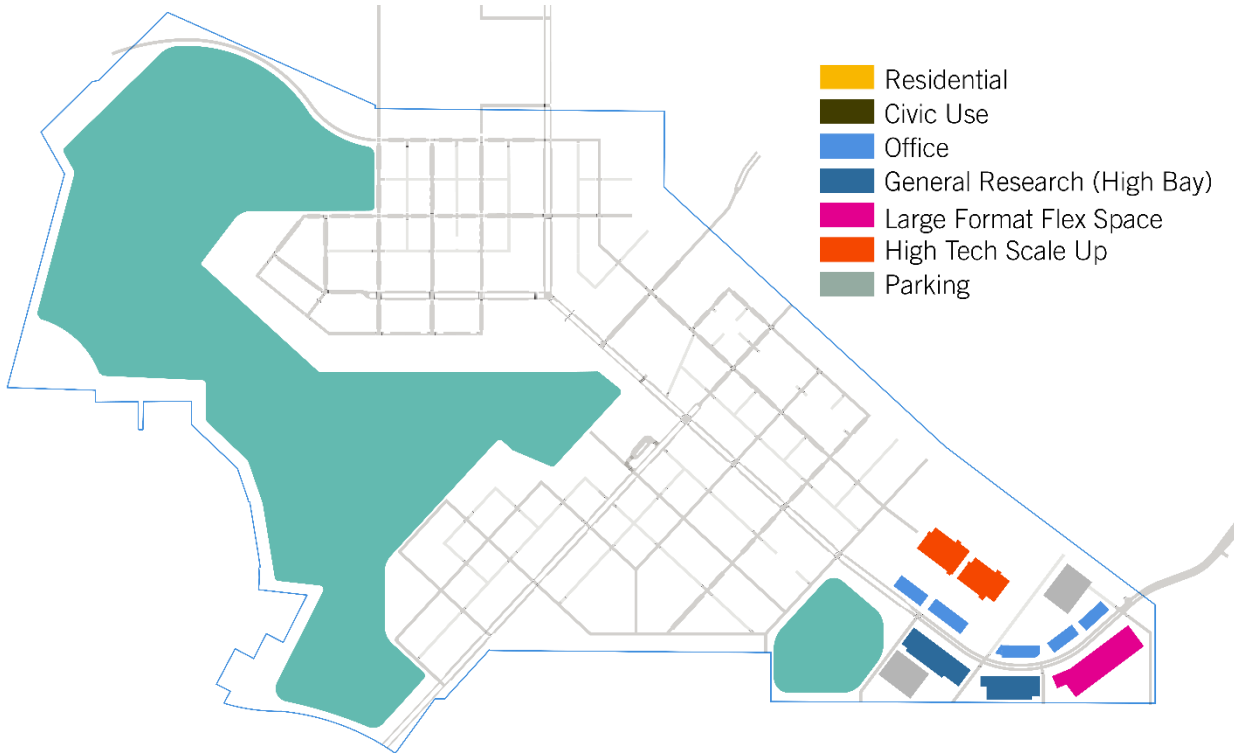 Residential
Civic Use
Office
General Research (High Bay)
Large Format Flex Space
High Tech Scale Up
Parking